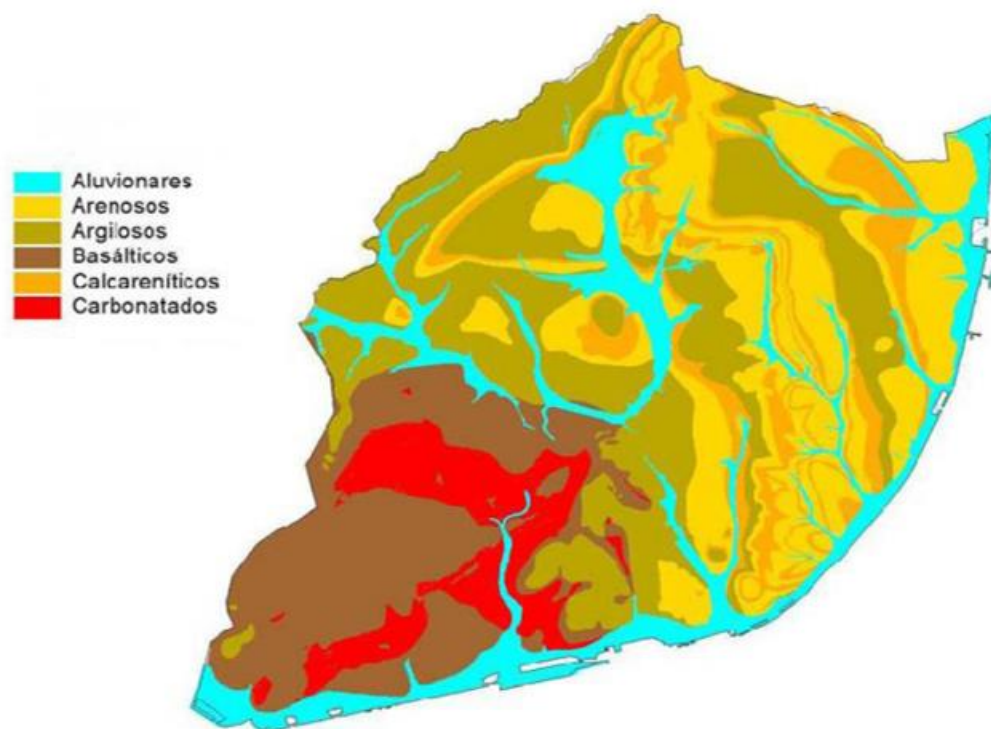 Aluvionares
Arenosos
Argilosos
Basálticos
Calcareníticos
Carbonatados